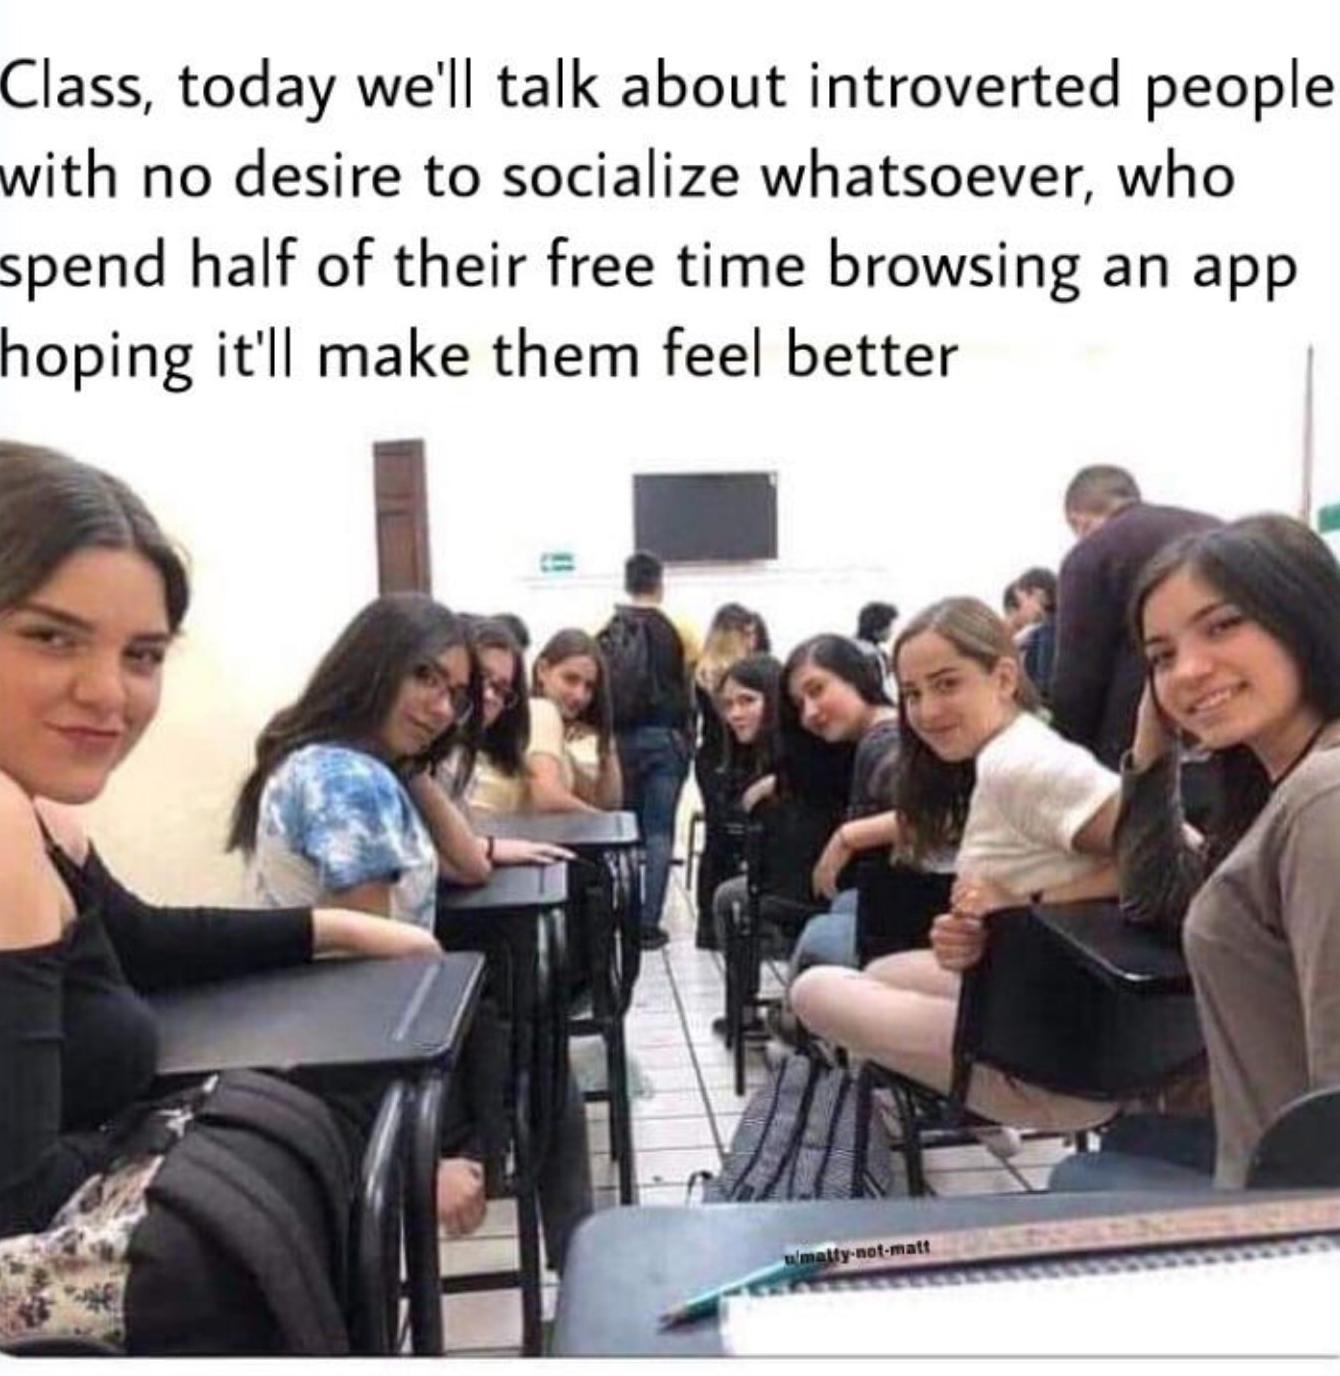 Class, today we'll talk about introverted people
with no desire to socialize whatsoever, who
spend half of their free time browsing an app
hoping it'll make them feel better
u/matty-not-matt